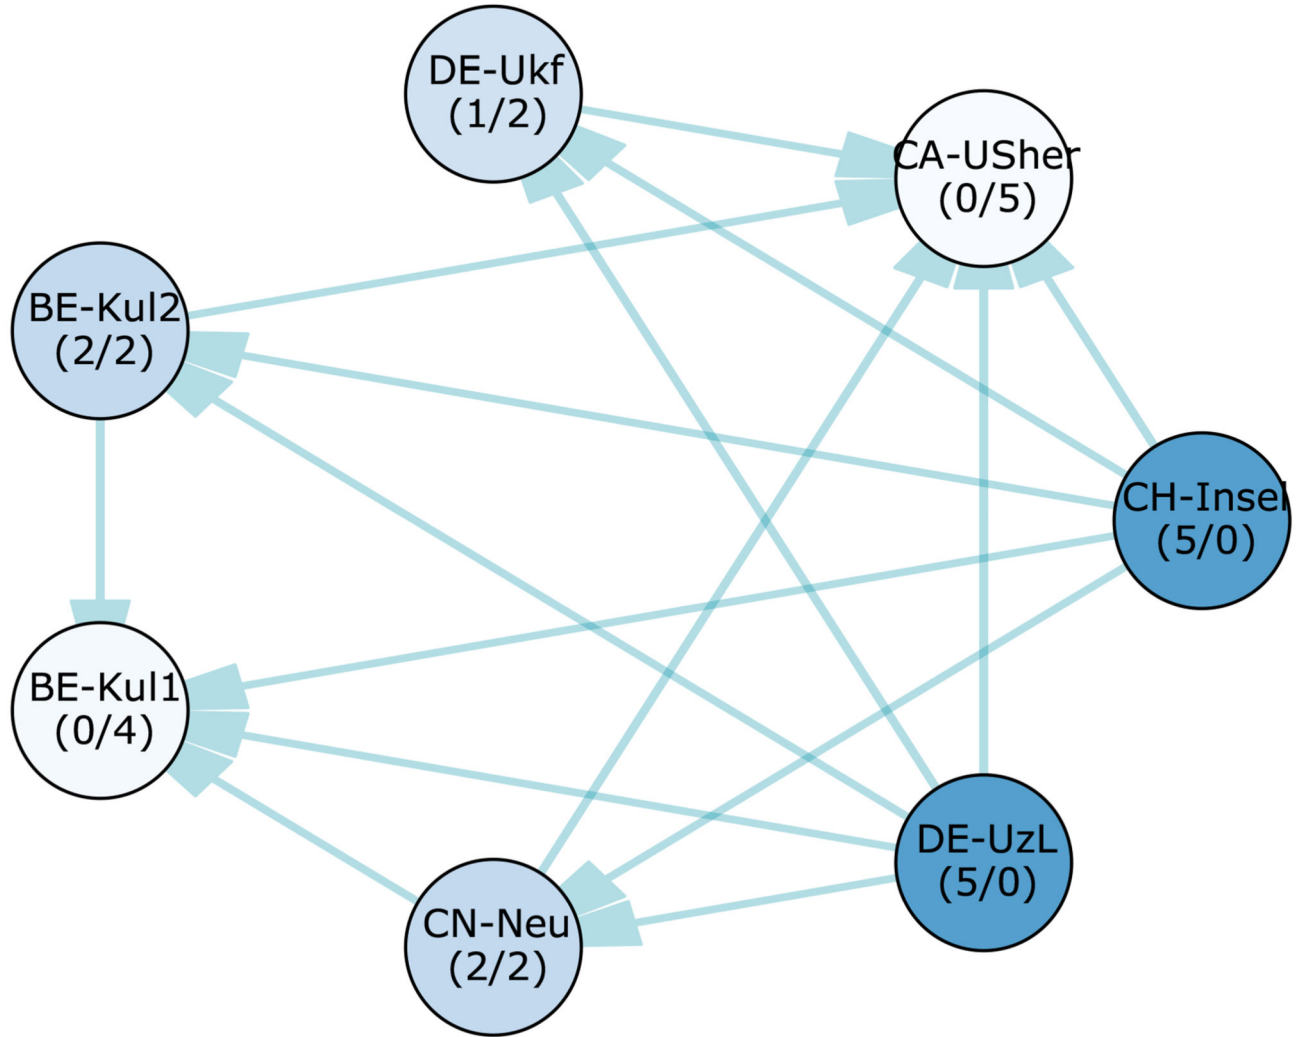 DE-Ukf
(1/2)
CA-USher
(0/5)
BE-Kul2
(2/2)
CH-Insel
(5/0)
BE-Kul1
(0/4)
DE-UzL
(5/0)
CN-Neu
(2/2)